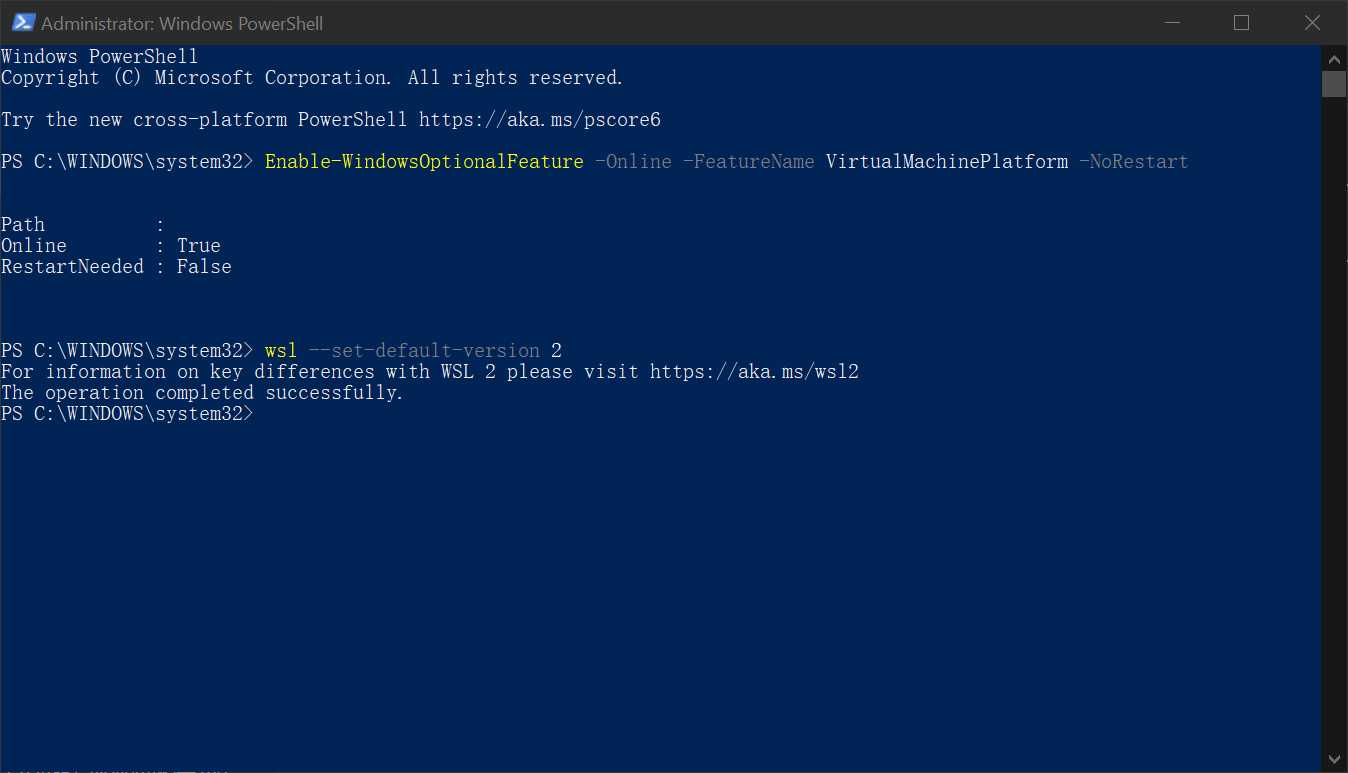 Administrator: Windows PowerShell
Windows PowerShell
Copyright (C) Microsoft Corporation. All rights reserved.
Try the new cross-platform PowerShell https://aka.ms/pscore6
PS C:\WINDOWS\system32> Enable-WindowsOptionalFeature -Online -FeatureName VirtualMachinePlatform -NoRestart
Path          :
Online        : True
RestartNeeded : False
PS C:\WINDOWS\system32> wsl --set-default-version 2
For information on key differences with WSL 2 please visit https://aka.ms/wsl2
The operation completed successfully.
PS C:\WINDOWS\system32>